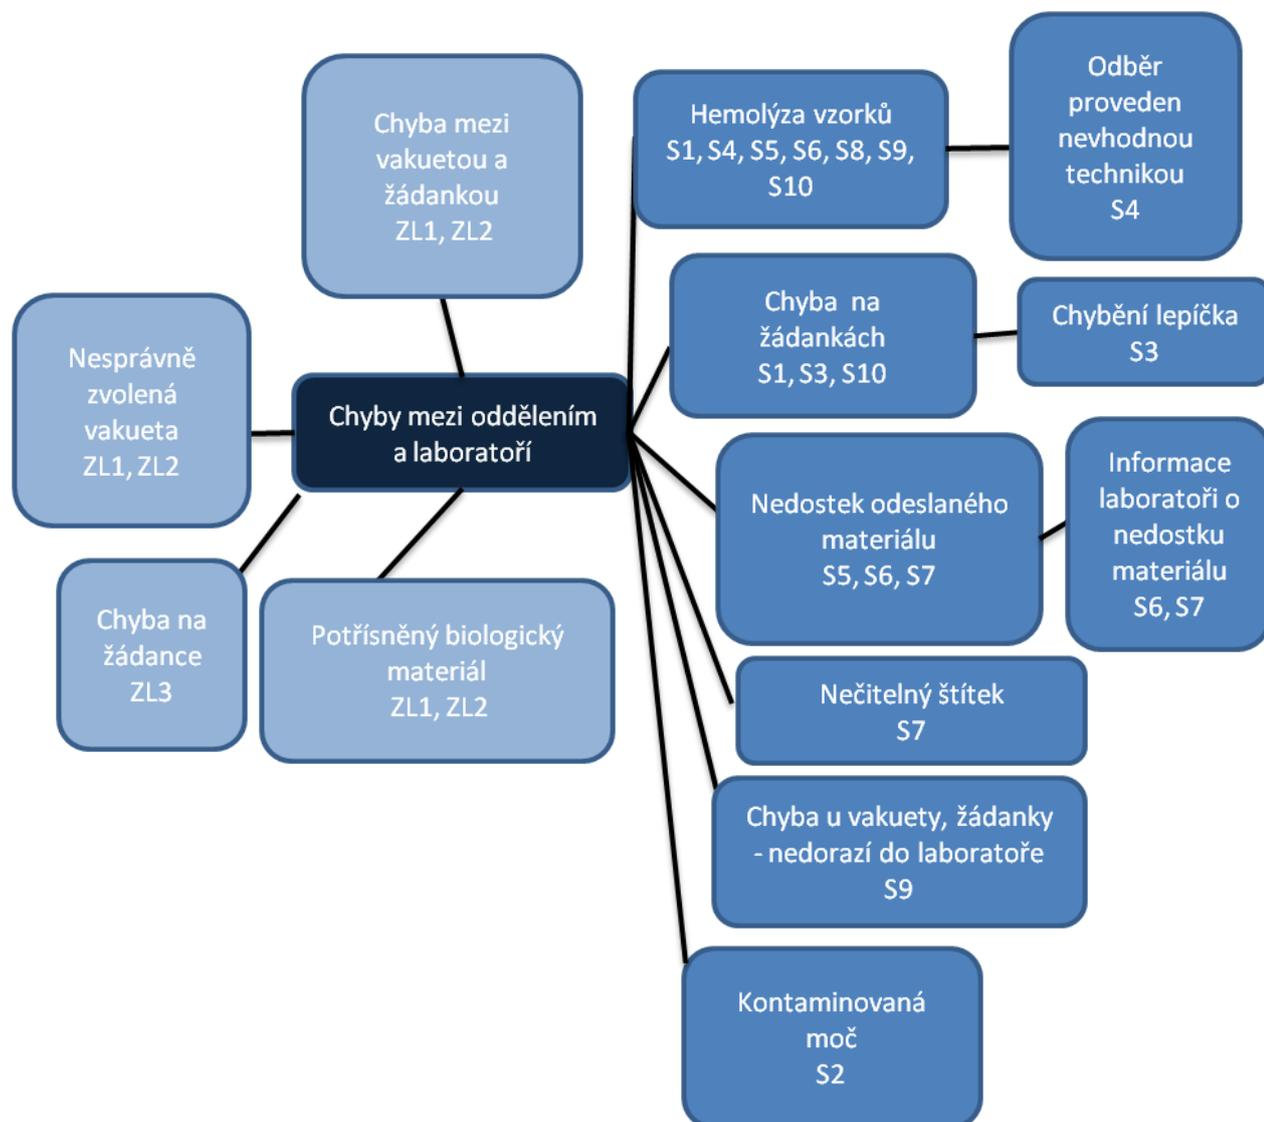 Chyba mezi
vakuetou a
žádankou
ZL1, ZL2
Nesprávně
zvolená
vakueta
ZL1, ZL2
Chyby mezi oddělením
a laboratoří
Chyba na
žádance
ZL3
Potřísněný biologický
materiál
ZL1, ZL2
Hemolýza vzorků
S1, S4, S5, S6, S8, S9,
S10
Odběr
proveden
nevhodnou
technikou
S4
Chyba na
žádankách
S1, S3, S10
Chybění lepíčka
S3
Nedostek odeslaného
materiálu
S5, S6, S7
Informace
laboratoři o
nedostku
materiálu
S6, S7
Nečitelný štítek
S7
Chyba u vakuety, žádanky
- nedorazí do laboratoře
S9
Kontaminovaná
moč
S2